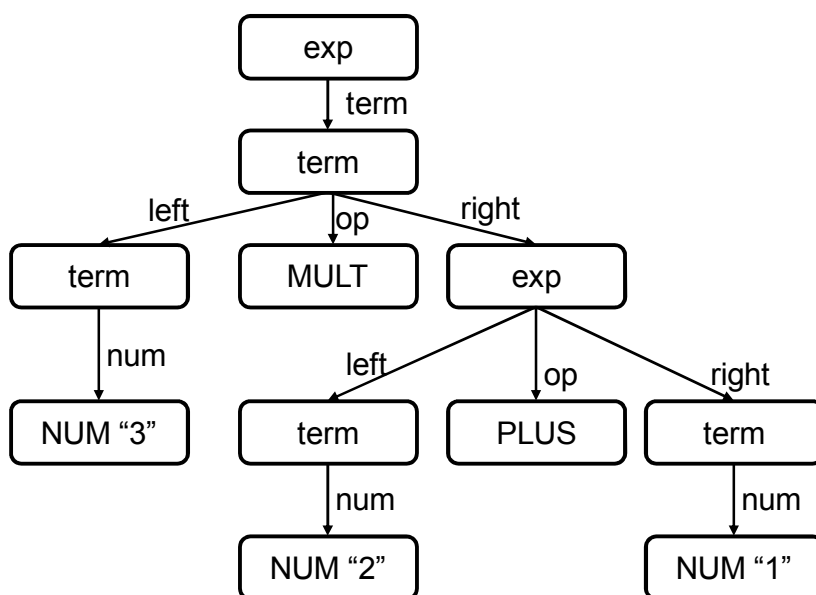 exp
term
term
left
op
right
term
MULT
exp
num
left
op
right
NUM “3”
term
PLUS
term
num
num
NUM “2”
NUM “1”